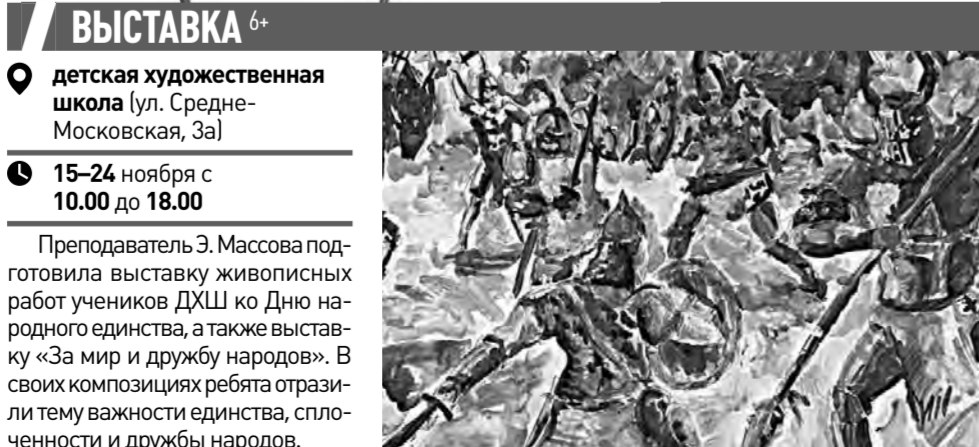 ВЫСТАВКА 6+
детская художественная
школа (ул. Средне-
Московская, 3а)
15–24 ноября с
10.00 до 18.00
Преподаватель Э. Массова под-
готовила выставку живописных
работ учеников ДХШ ко Дню на-
родного единства, а также выстав-
ку «За мир и дружбу народов». В
своих композициях ребята отрази-
ли тему важности единства, спло-
ченности и дружбы народов.